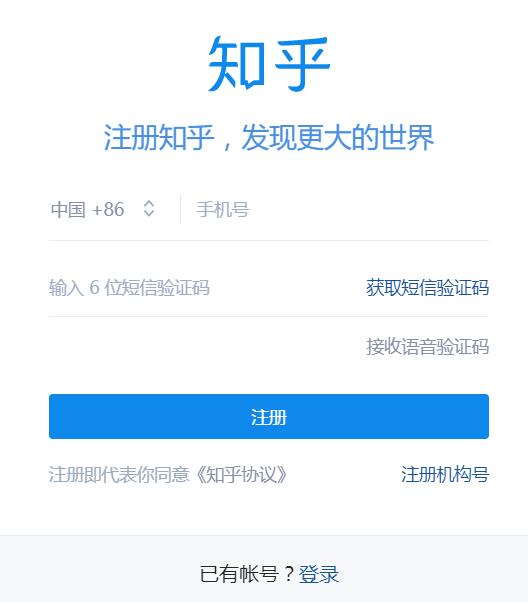 知乎
注册知乎，发现更大的世界
中国 +86 手机号
输入 6 位短信验证码 获取短信验证码
接收语音验证码
注册
注册即代表你同意《知乎协议》 注册机构号
已有帐号？登录